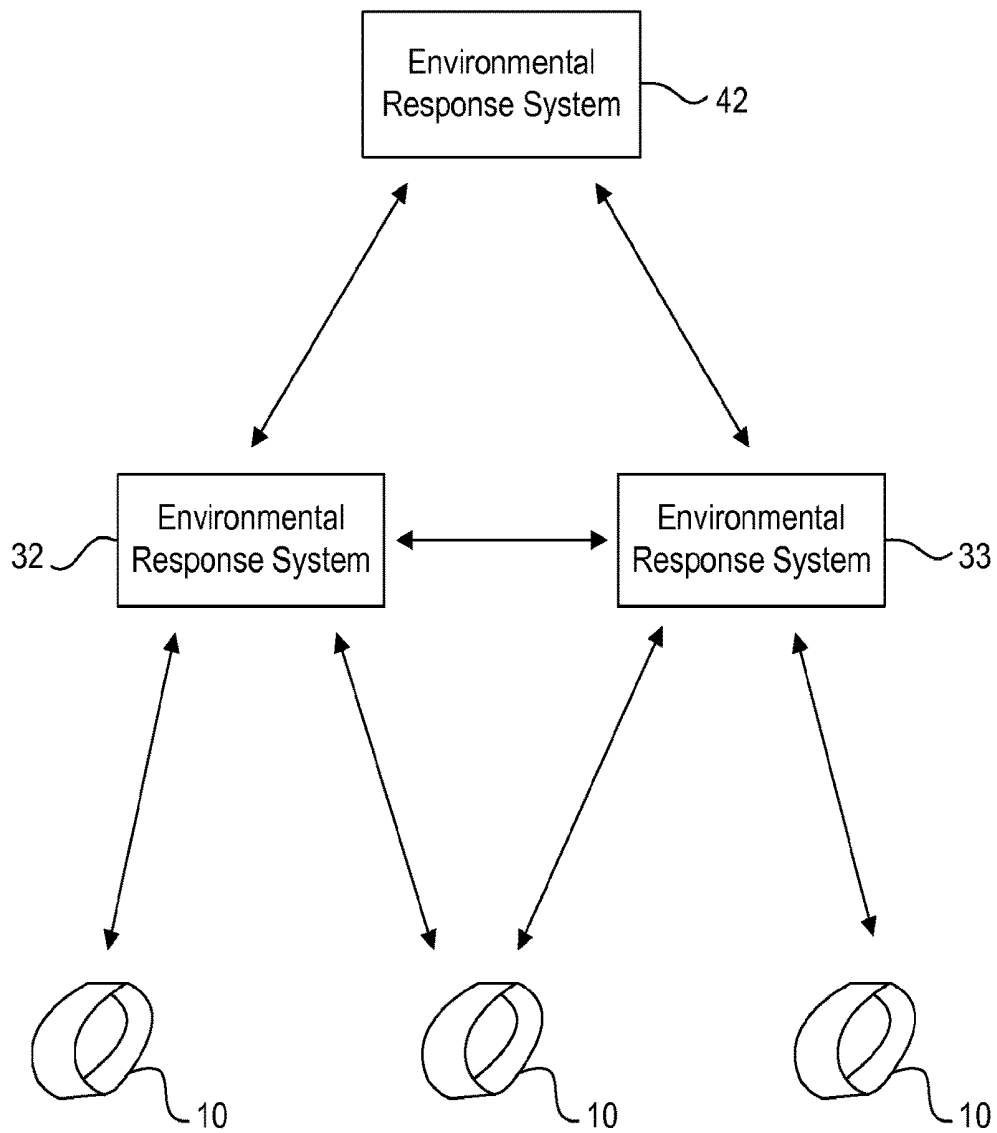 Environmental
Response System
42
Environmental
Response System
32
Environmental
Response System
33
10
10
10